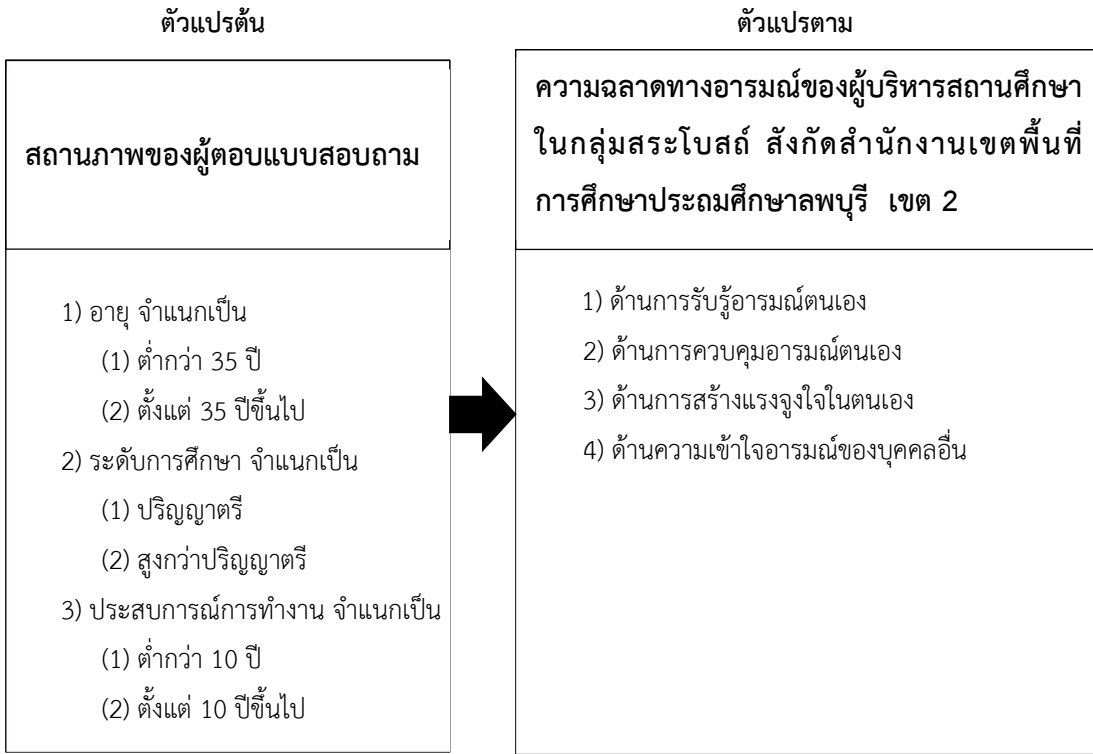 ตัวแปรต้น
สถานภาพของผู้ตอบแบบสอบถาม
1) อายุ จำแนกเป็น
(1) ต่ำกว่า 35 ปี
(2) ตั้งแต่ 35 ปีขึ้นไป
2) ระดับการศึกษา จำแนกเป็น
(1) ปริญญาตรี
(2) สูงกว่าปริญญาตรี
3) ประสบการณ์การทำงาน จำแนกเป็น
(1) ต่ำกว่า 10 ปี
(2) ตั้งแต่ 10 ปีขึ้นไป
ตัวแปรตาม
ความฉลาดทางอารมณ์ของผู้บริหารสถานศึกษา
ในกลุ่มสระโบสถ์ สังกัดสำนักงานเขตพื้นที่
การศึกษาประถมศึกษาลพบุรี เขต 2
1) ด้านการรับรู้อารมณ์ตนเอง
2) ด้านการควบคุมอารมณ์ตนเอง
3) ด้านการสร้างแรงจูงใจในตนเอง
4) ด้านความเข้าใจอารมณ์ของบุคคลอื่น